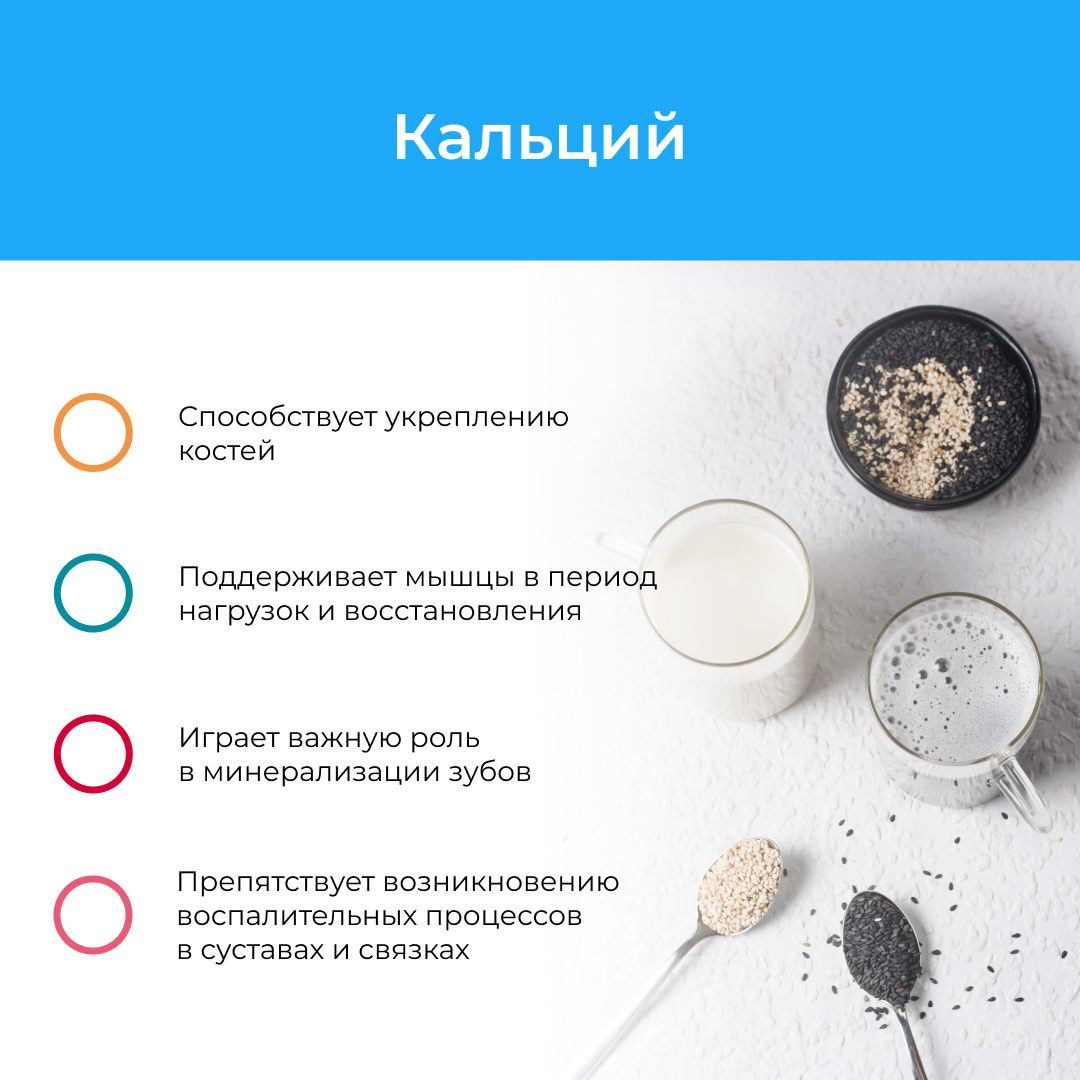 Кальций
Способствует укреплению
костей
Поддерживает мышцы в период
нагрузок и восстановления
Играет важную роль
в минерализации зубов
Препятствует возникновению
воспалительных процессов
в суставах и связках